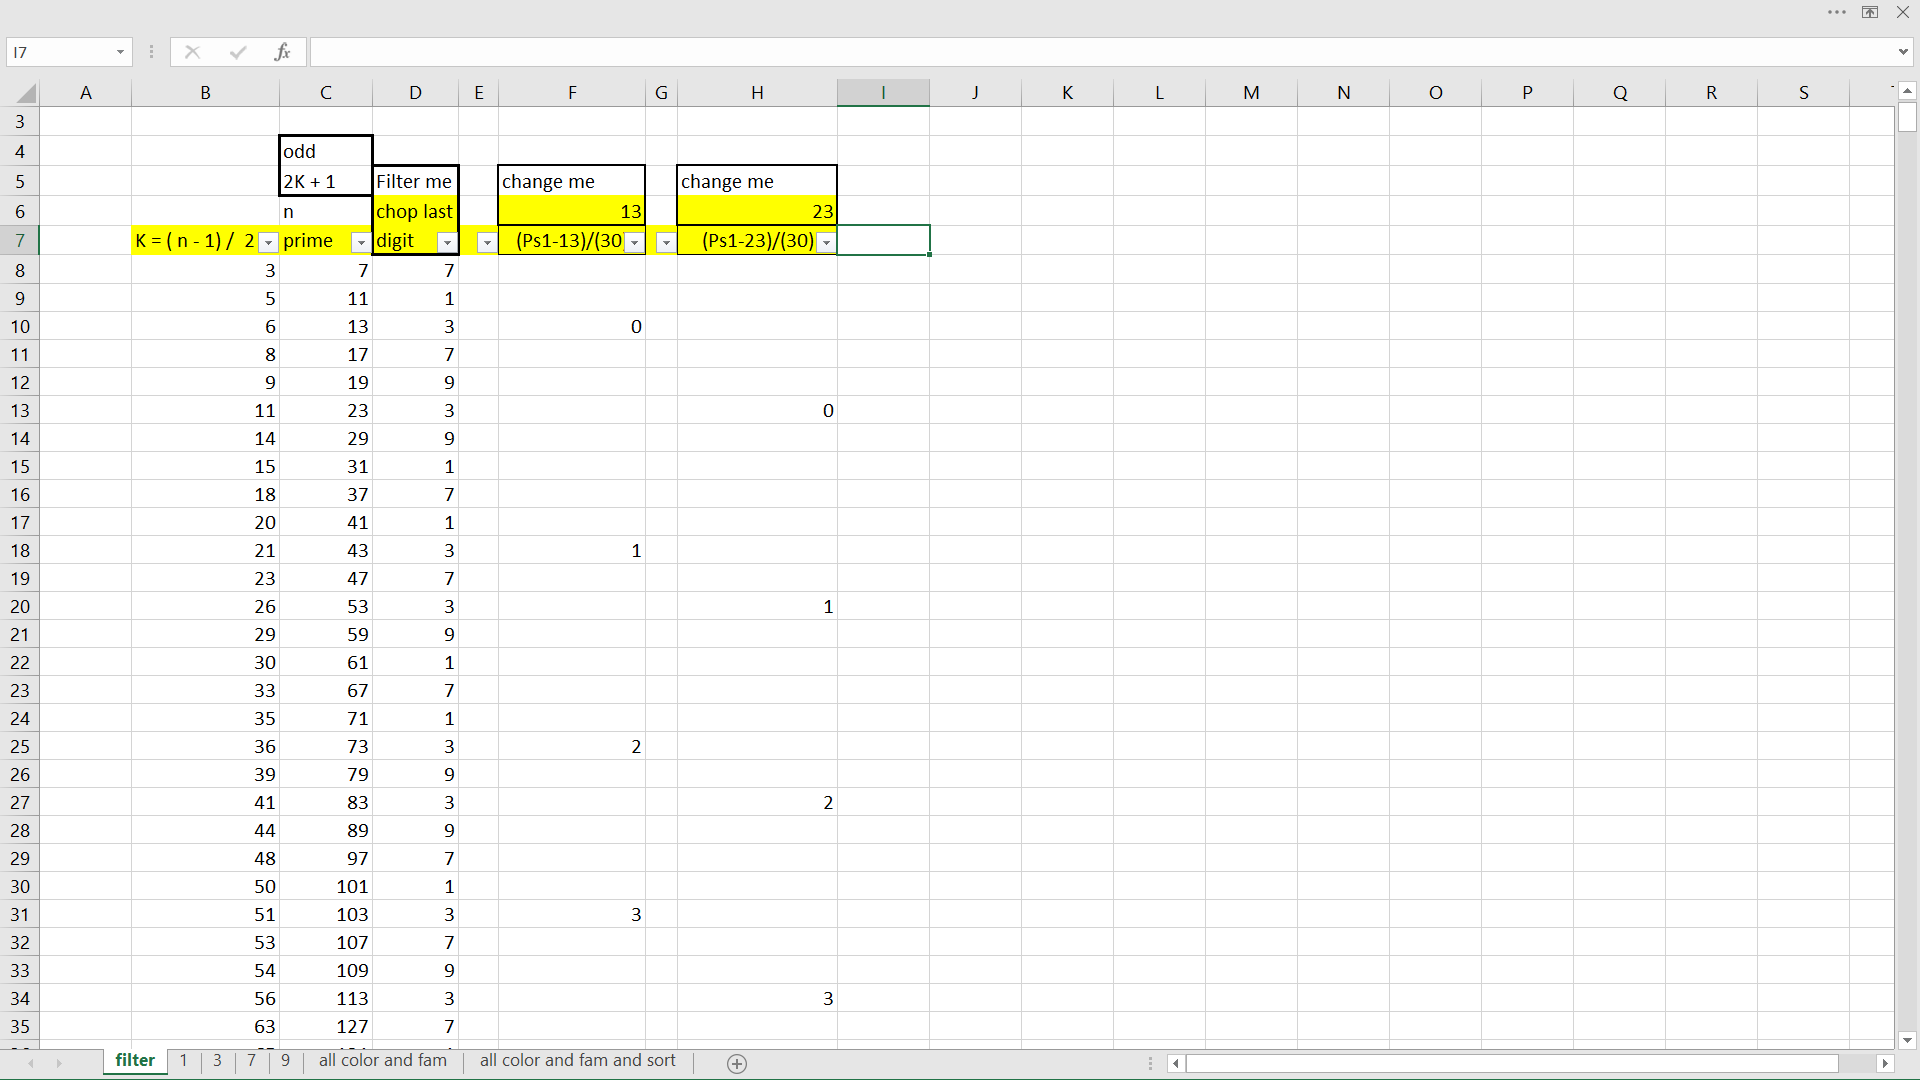 I7
fx
A B C D E F G H I J K L M N O P Q R S
3
4 odd
5 2K + 1 Filter me change me change me
6 n chop last 13 23
7 K = ( n - 1) / 2 prime digit (Ps1-13)/(30 (Ps1-23)/(30)
8 3 7 7
9 5 11 1
10 6 13 3 0
11 8 17 7
12 9 19 9
13 11 23 3 0
14 14 29 9
15 15 31 1
16 18 37 7
17 20 41 1
18 21 43 3 1
19 23 47 7
20 26 53 3 1
21 29 59 9
22 30 61 1
23 33 67 7
24 35 71 1
25 36 73 3 2
26 39 79 9
27 41 83 3 2
28 44 89 9
29 48 97 7
30 50 101 1
31 51 103 3 3
32 53 107 7
33 54 109 9
34 56 113 3 3
35 63 127 7
filter 1 3 7 9 all color and fam all color and fam and sort